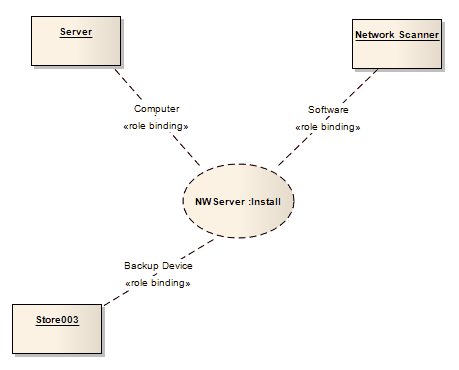 Server
Network Scanner
Computer
«role binding»
Software
«role binding»
NWServer :Install
Backup Device
«role binding»
Store003